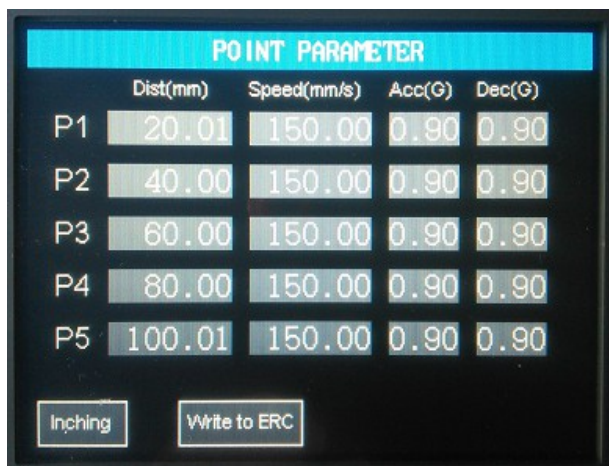 POINT PARAMETER
Dist(mm) Speed(mm/s) Acc(G) Dec(G)
P1 20.01 150.00 0.90 0.90
P2 40.00 150.00 0.90 0.90
P3 60.00 150.00 0.90 0.90
P4 80.00 150.00 0.90 0.90
P5 100.01 150.00 0.90 0.90
Inching Write to ERC